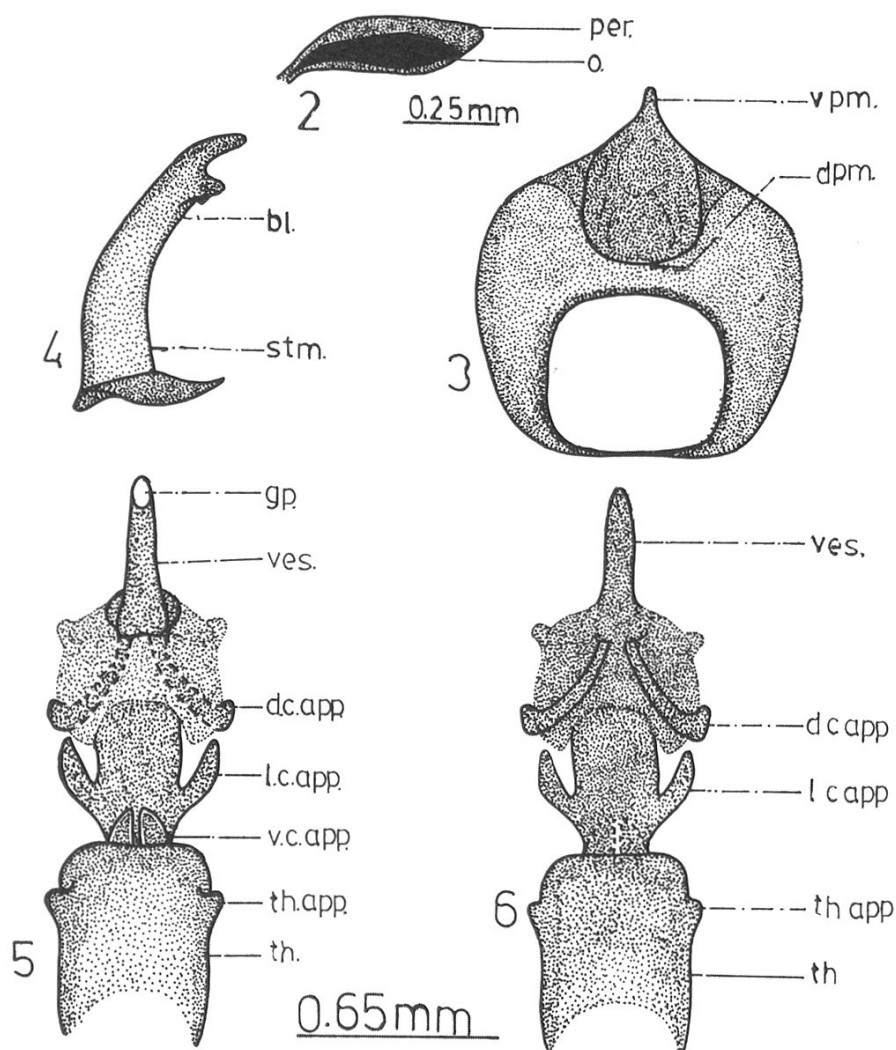 per.
o.
2
0.25mm
v pm.
dpm.
3
bl.
stm.
4
gp.
ves.
d.c.app.
l.c.app.
v.c.app.
th.app.
th.
5
ves.
d c app
l c app
th app
th
6
0.65mm